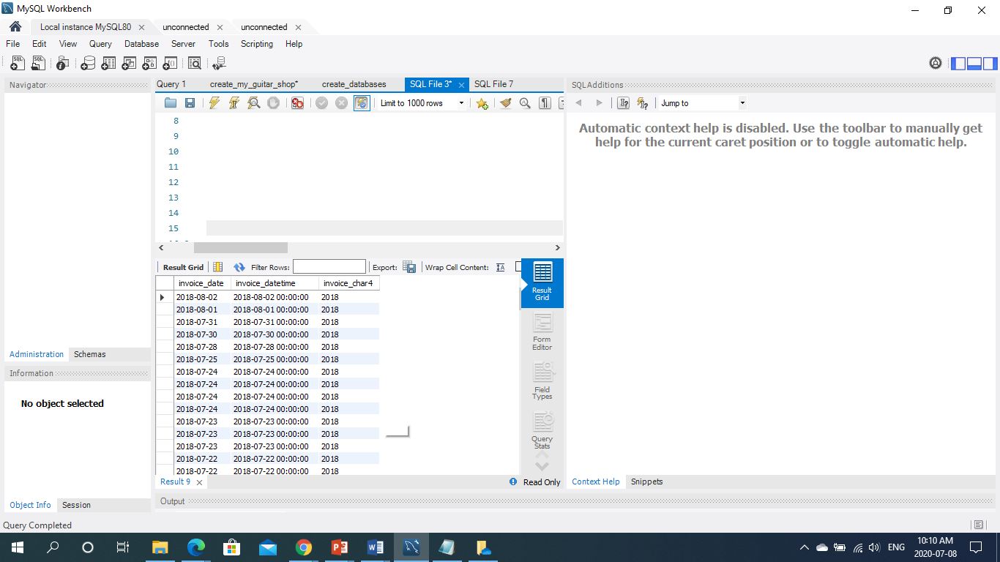 MySQL Workbench
Local instance MySQL80 unconnected unconnected
File Edit View Query Database Server Tools Scripting Help
Navigator
Query 1 create_my_guitar_shop* create_databases SQL File 3* SQL File 7
SQLAdditions
Limit to 1000 rows
Jump to
8
9
10
11
12
13
14
15
Automatic context help is disabled. Use the toolbar to manually get
help for the current caret position or to toggle automatic help.
Result Grid Filter Rows: Export: Wrap Cell Content:
invoice_date invoice_datetime invoice_char4
2018-08-02 2018-08-02 00:00:00 2018
2018-08-01 2018-08-01 00:00:00 2018
2018-07-31 2018-07-31 00:00:00 2018
2018-07-30 2018-07-30 00:00:00 2018
2018-07-28 2018-07-28 00:00:00 2018
2018-07-25 2018-07-25 00:00:00 2018
2018-07-24 2018-07-24 00:00:00 2018
2018-07-24 2018-07-24 00:00:00 2018
2018-07-24 2018-07-24 00:00:00 2018
2018-07-24 2018-07-24 00:00:00 2018
2018-07-23 2018-07-23 00:00:00 2018
2018-07-23 2018-07-23 00:00:00 2018
2018-07-23 2018-07-23 00:00:00 2018
2018-07-22 2018-07-22 00:00:00 2018
2018-07-22 2018-07-22 00:00:00 2018
Result
Grid
Form
Editor
Field
Types
Query
Stats
Administration Schemas
Information
No object selected
Result 9
Read Only
Context Help Snippets
Output
Object Info Session
Query Completed
ENG
10:10 AM
2020-07-08